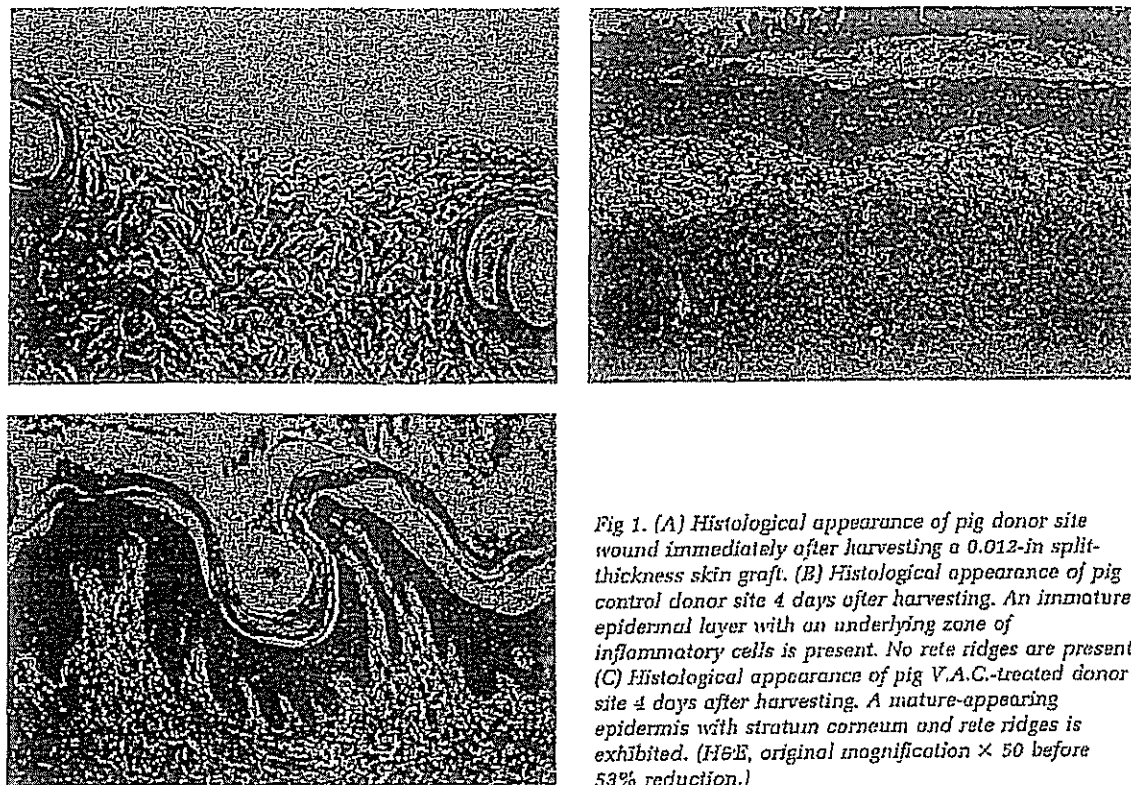 Fig 1. (A) Histological appearance of pig donor site
wound immediately after harvesting a 0.012-in split-
thickness skin graft. (B) Histological appearance of pig
control donor site 4 days after harvesting. An immature
epidermal layer with an underlying zone of
inflammatory cells is present. No rete ridges are present
(C) Histological appearance of pig V.A.C.-treated donor
site 4 days after harvesting. A mature-appearing
epidermis with stratum corneum and rete ridges is
exhibited. (H&E, original magnification × 50 before
53% reduction.)